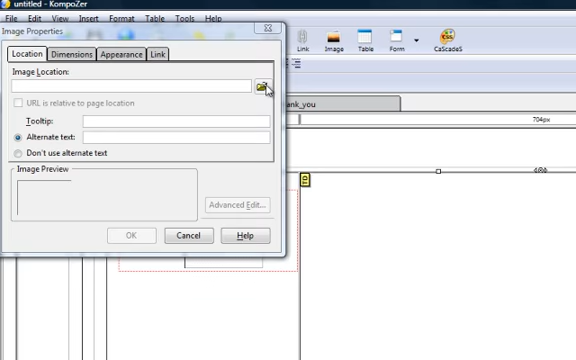 untitled - KompoZer
File Edit View Insert Format Table Tools Help
Image Properties
Link Image Table Form CaScadeS
Location Dimensions Appearance Link
Image Location:
URL is relative to page location
ank_you
Tooltip:
704px
Alternate text:
Don't use alternate text
Image Preview
TD
Advanced Edit...
OK Cancel Help